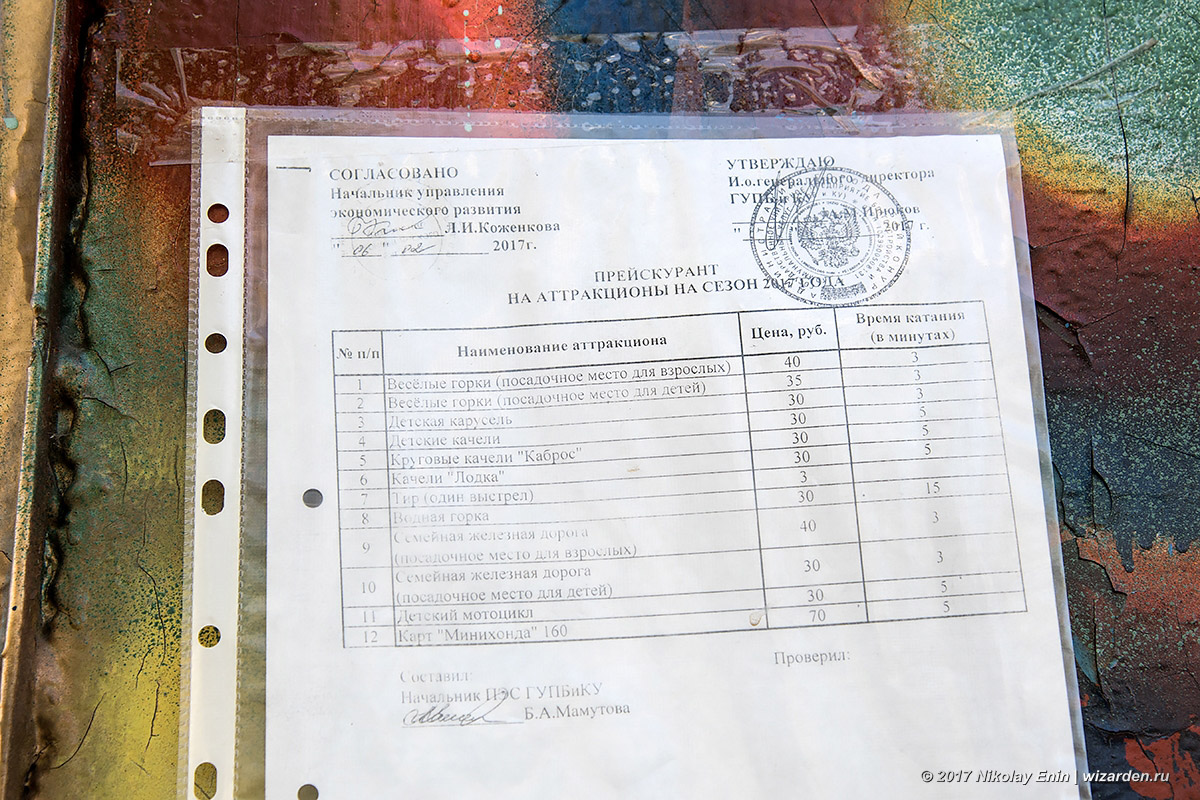 СОГЛАСОВАНО
Начальник управления
экономического развития
Л.И.Коженкова
"06" 02 2017г.
УТВЕРЖДАЮ
И.о.генерального директора
ГУПБиКУ
А.М.Ирюков
2017 г.
ПРЕЙСКУРАНТ
НА АТТРАКЦИОНЫ НА СЕЗОН 2017 ГОДА
№ п/п Наименование аттракциона Цена, руб. Время катания (в минутах)
1 Весёлые горки (посадочное место для взрослых) 40 3
2 Весёлые горки (посадочное место для детей) 35 3
3 Детская карусель 30 3
4 Детские качели 30 5
5 Круговые качели "Каброс" 30 5
6 Качели "Лодка" 30 5
7 Тир (один выстрел) 3
8 Водная горка 30 15
9 Семейная железная дорога
(посадочное место для взрослых) 40 3
10 Семейная железная дорога
(посадочное место для детей) 30 3
11 Детский мотоцикл 30 5
12 Карт "Минихонда" 160 70 5
Составил:
Начальник ПЭС ГУПБиКУ
Б.А.Мамутова
Проверил:
© 2017 Nikolay Enin | wizarden.ru